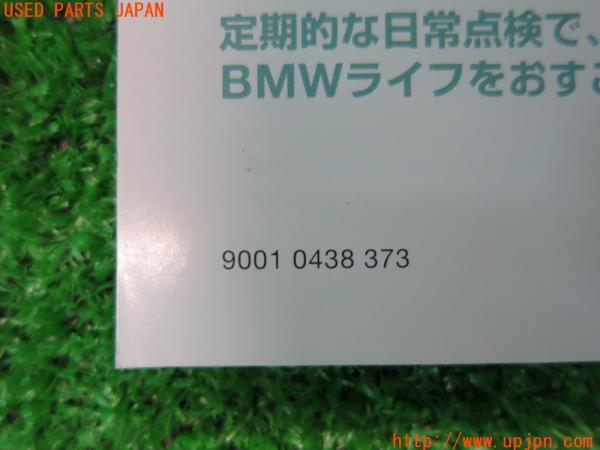 USED PARTS JAPAN
定期的な日常点検で、
BMWライフをおすご
9001 0438 373
http://www.upjpn.com/